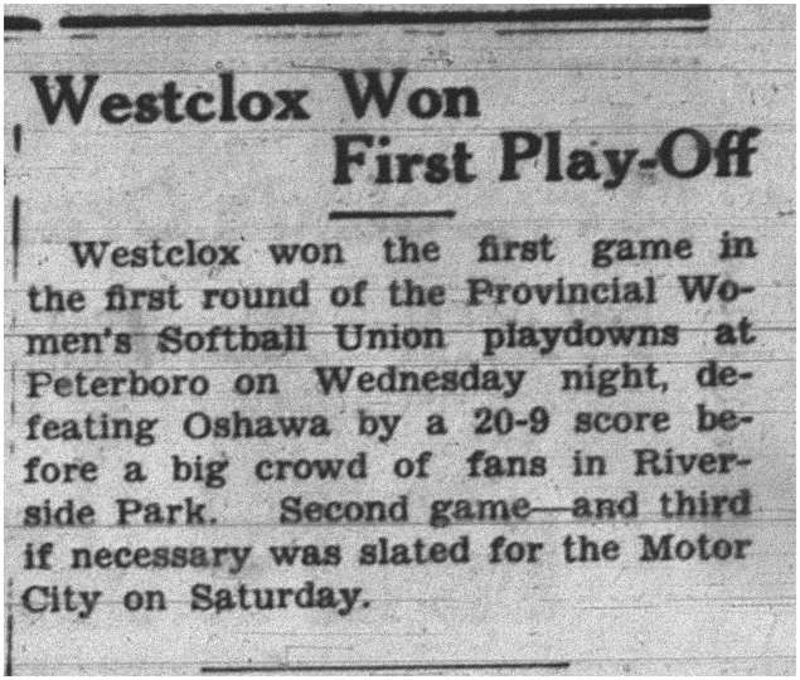 Westclox Won
First Play-Off
Westclox won the first game in
the first round of the Provincial Wo-
men's Softball Union playdowns at
Peterboro on Wednesday night, de-
feating Oshawa by a 20-9 score be-
fore a big crowd of fans in River-
side Park. Second game—and third
if necessary was slated for the Motor
City on Saturday.